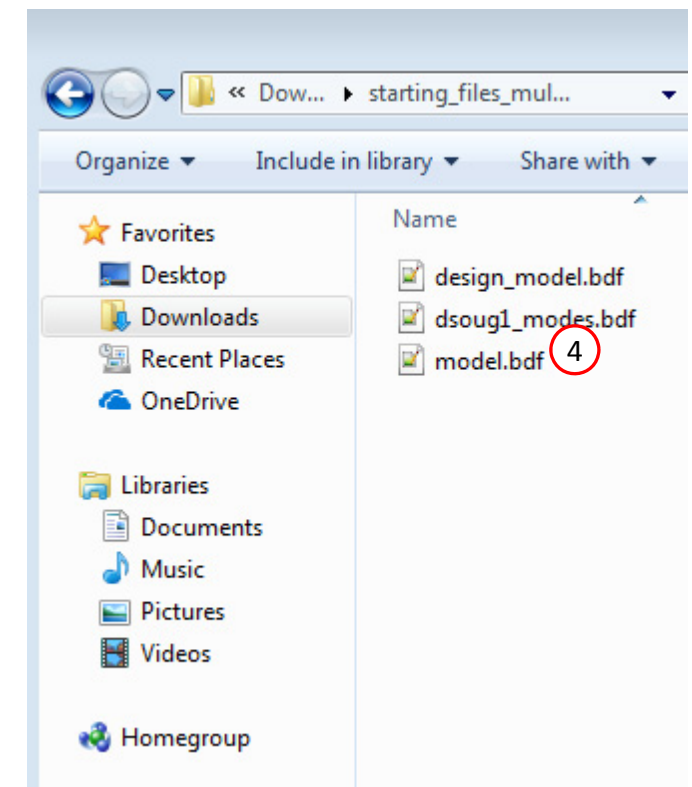 « Dow... starting_files_mul...
Organize Include in library Share with
Favorites
Desktop
Downloads
Recent Places
OneDrive
Libraries
Documents
Music
Pictures
Videos
Homegroup
Name
design_model.bdf
dsoug1_modes.bdf
model.bdf 4